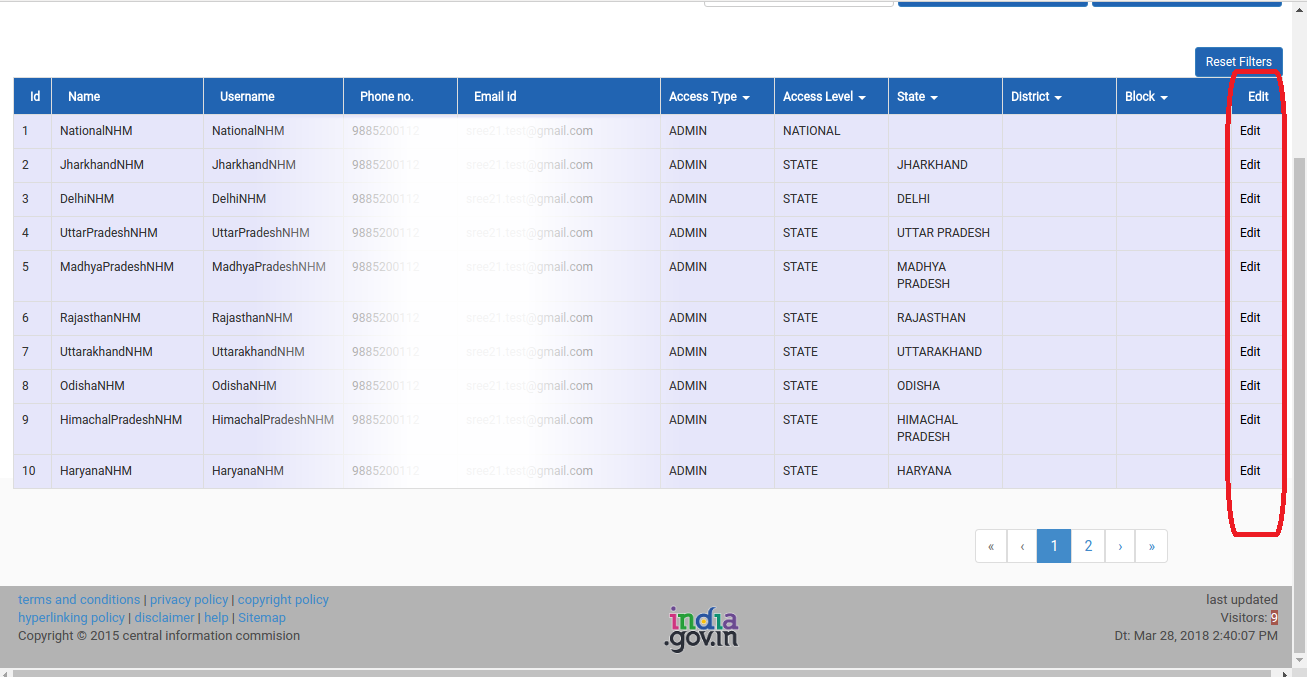 Reset Filters
Id Name Username Phone no. Email Id Access Type Access Level State District Block Edit
1 NationalNHM NationalNHM 9885200112 sree21.test@gmail.com ADMIN NATIONAL Edit
2 JharkhandNHM JharkhandNHM 9885200112 sree21.test@gmail.com ADMIN STATE JHARKHAND Edit
3 DelhiNHM DelhiNHM 9885200112 sree21.test@gmail.com ADMIN STATE DELHI Edit
4 UttarPradeshNHM UttarPradeshNHM 9885200112 sree21.test@gmail.com ADMIN STATE UTTAR PRADESH Edit
5 MadhyaPradeshNHM MadhyaPradeshNHM 9885200112 sree21.test@gmail.com ADMIN STATE MADHYA Edit
PRADESH
6 RajasthanNHM RajasthanNHM 9885200112 sree21.test@gmail.com ADMIN STATE RAJASTHAN Edit
7 UttarakhandNHM UttarakhandNHM 9885200112 sree21.test@gmail.com ADMIN STATE UTTARAKHAND Edit
8 OdishaNHM OdishaNHM 9885200112 sree21.test@gmail.com ADMIN STATE ODISHA Edit
9 HimachalPradeshNHM HimachalPradeshNHM 9885200112 sree21.test@gmail.com ADMIN STATE HIMACHAL Edit
PRADESH
10 HaryanaNHM HaryanaNHM 9885200112 sree21.test@gmail.com ADMIN STATE HARYANA Edit
« ‹ 1 2 › »
terms and conditions | privacy policy | copyright policy
hyperlinking policy | disclaimer | help | Sitemap
Copyright © 2015 central information commision
india
.gov.in
last updated
Visitors: 9
Dt: Mar 28, 2018 2:40:07 PM